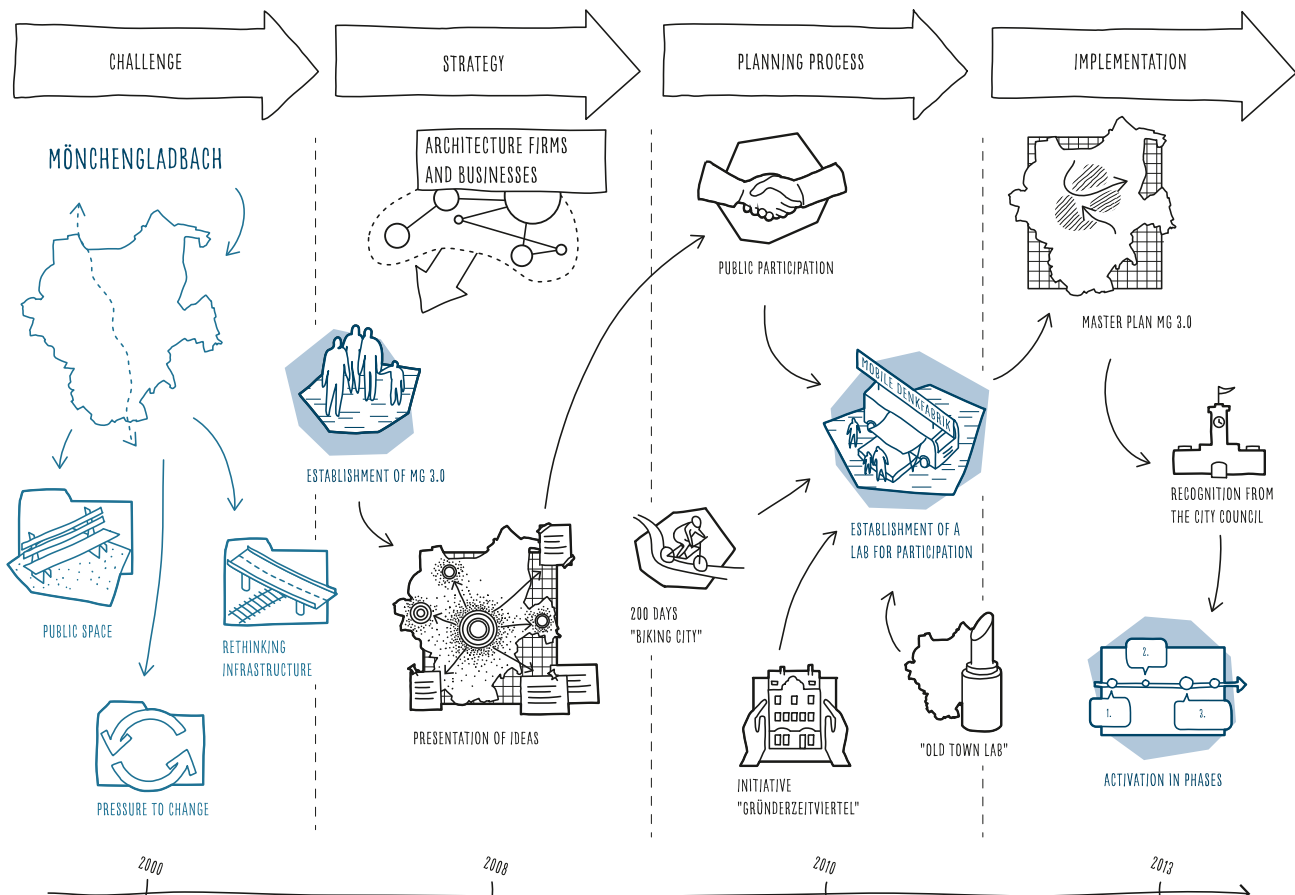 CHALLENGE
STRATEGY
PLANNING PROCESS
IMPLEMENTATION
MÖNCHENGLADBACH
PUBLIC SPACE
RETHINKING
INFRASTRUCTURE
PRESSURE TO CHANGE
ARCHITECTURE FIRMS
AND BUSINESSES
ESTABLISHMENT OF MG 3.0
PRESENTATION OF IDEAS
PUBLIC PARTICIPATION
MOBILE DENKFABRIK
ESTABLISHMENT OF A
LAB FOR PARTICIPATION
200 DAYS
"BIKING CITY"
INITIATIVE
"GRÜNDERZEITVIERTEL"
"OLD TOWN LAB"
MASTER PLAN MG 3.0
RECOGNITION FROM
THE CITY COUNCIL
2.
1.
3.
ACTIVATION IN PHASES
2000
2008
2010
2013